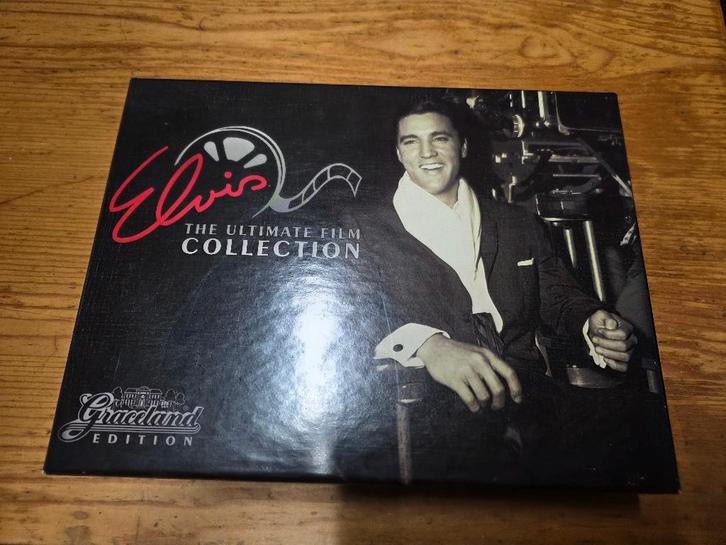 Elvis
THE ULTIMATE FILM
COLLECTION
Graceland
EDITION